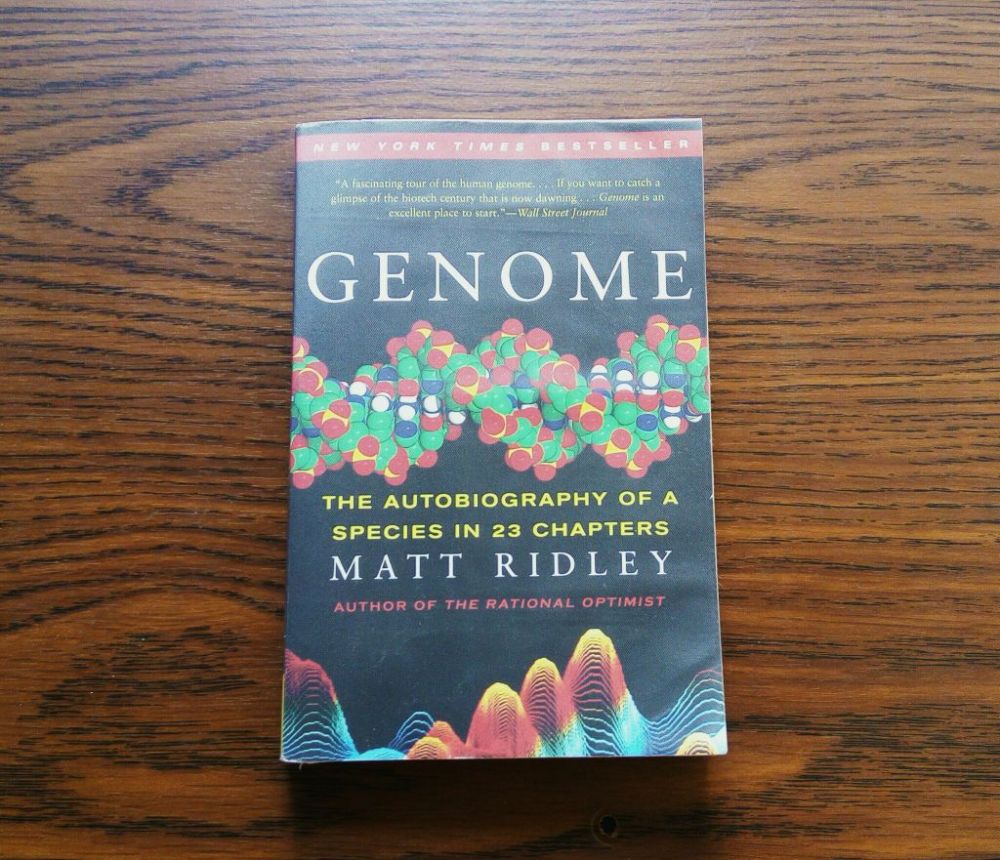 NEW YORK TIMES BESTSELLER
"A fascinating tour of the human genome. . . . If you want to catch a
glimpse of the biotech century that is now dawning . . . Genome is an
excellent place to start."—Wall Street Journal
GENOME
THE AUTOBIOGRAPHY OF A
SPECIES IN 23 CHAPTERS
MATT RIDLEY
AUTHOR OF THE RATIONAL OPTIMIST